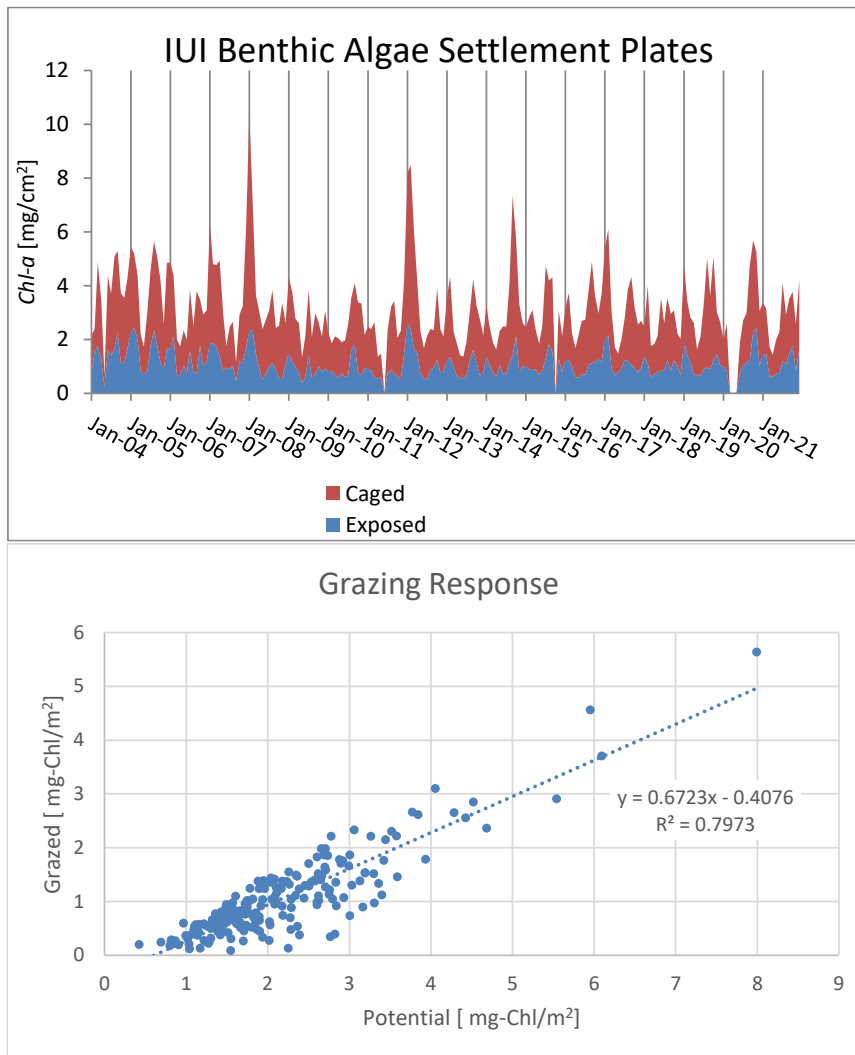 IUI Benthic Algae Settlement Plates
12
10
8
6
4
2
0
Chl-a [mg/cm²]
Jan-04
Jan-05
Jan-06
Jan-07
Jan-08
Jan-09
Jan-10
Jan-11
Jan-12
Jan-13
Jan-14
Jan-15
Jan-16
Jan-17
Jan-18
Jan-19
Jan-20
Jan-21
Caged
Exposed
Grazing Response
6
5
4
3
2
1
0
Grazed [ mg-Chl/m²]
y = 0.6723x - 0.4076
R² = 0.7973
0 1 2 3 4 5 6 7 8 9
Potential [ mg-Chl/m²]